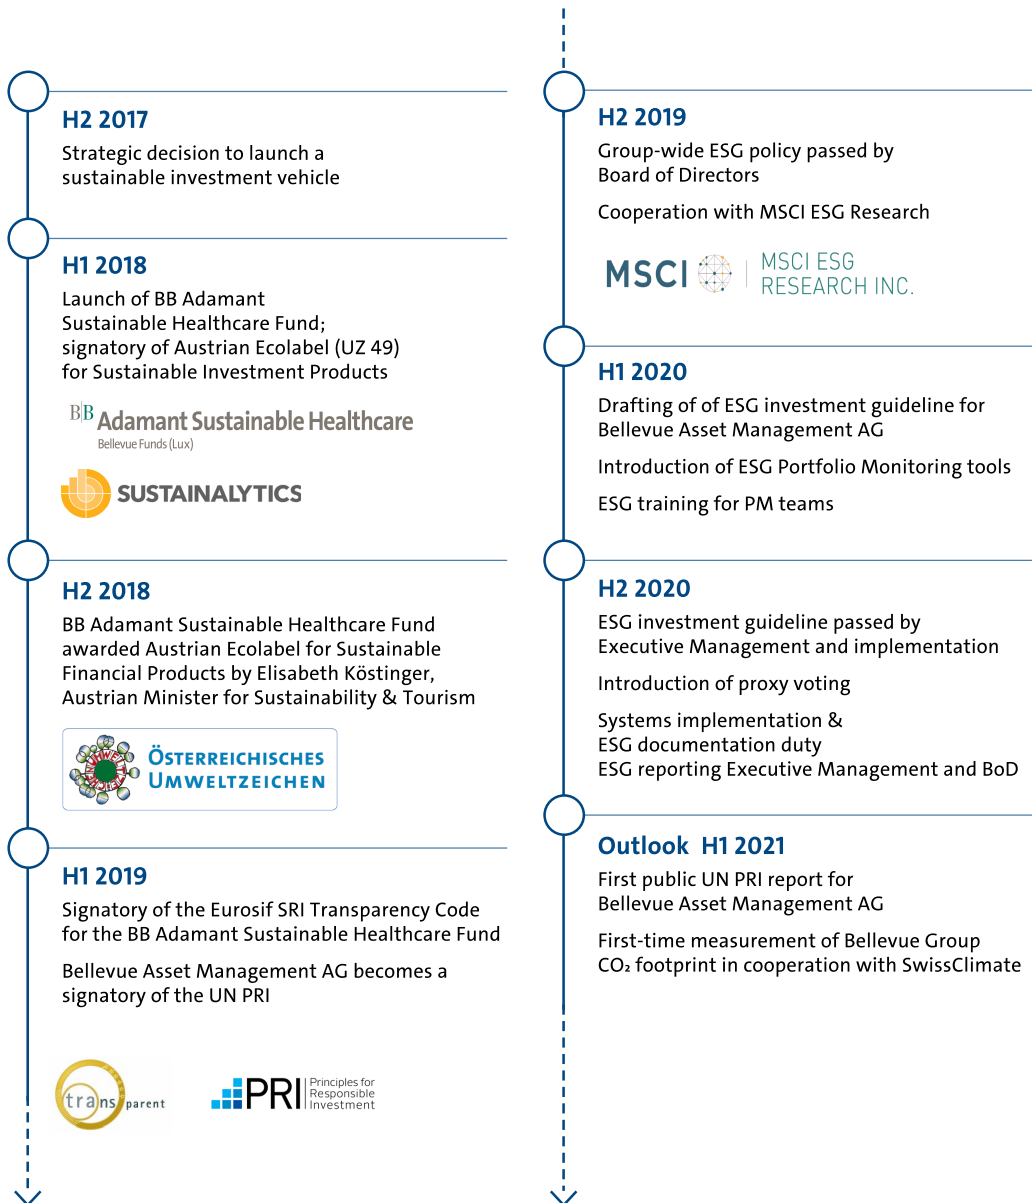 H2 2017
Strategic decision to launch a
sustainable investment vehicle
H1 2018
Launch of BB Adamant
Sustainable Healthcare Fund;
signatory of Austrian Ecolabel (UZ 49)
for Sustainable Investment Products
B|B Adamant Sustainable Healthcare
Bellevue Funds (Lux)
SUSTAINALYTICS
H2 2018
BB Adamant Sustainable Healthcare Fund
awarded Austrian Ecolabel for Sustainable
Financial Products by Elisabeth Köstinger,
Austrian Minister for Sustainability & Tourism
UMWELTZEICHEN
ÖSTERREICHISCHES
UMWELTZEICHEN
H1 2019
Signatory of the Eurosif SRI Transparency Code
for the BB Adamant Sustainable Healthcare Fund
Bellevue Asset Management AG becomes a
signatory of the UN PRI
transparent
PRI
Principles for
Responsible
Investment
H2 2019
Group-wide ESG policy passed by
Board of Directors
Cooperation with MSCI ESG Research
MSCI
MSCI ESG
RESEARCH INC.
H1 2020
Drafting of of ESG investment guideline for
Bellevue Asset Management AG
Introduction of ESG Portfolio Monitoring tools
ESG training for PM teams
H2 2020
ESG investment guideline passed by
Executive Management and implementation
Introduction of proxy voting
Systems implementation &
ESG documentation duty
ESG reporting Executive Management and BoD
Outlook H1 2021
First public UN PRI report for
Bellevue Asset Management AG
First-time measurement of Bellevue Group
CO₂ footprint in cooperation with SwissClimate